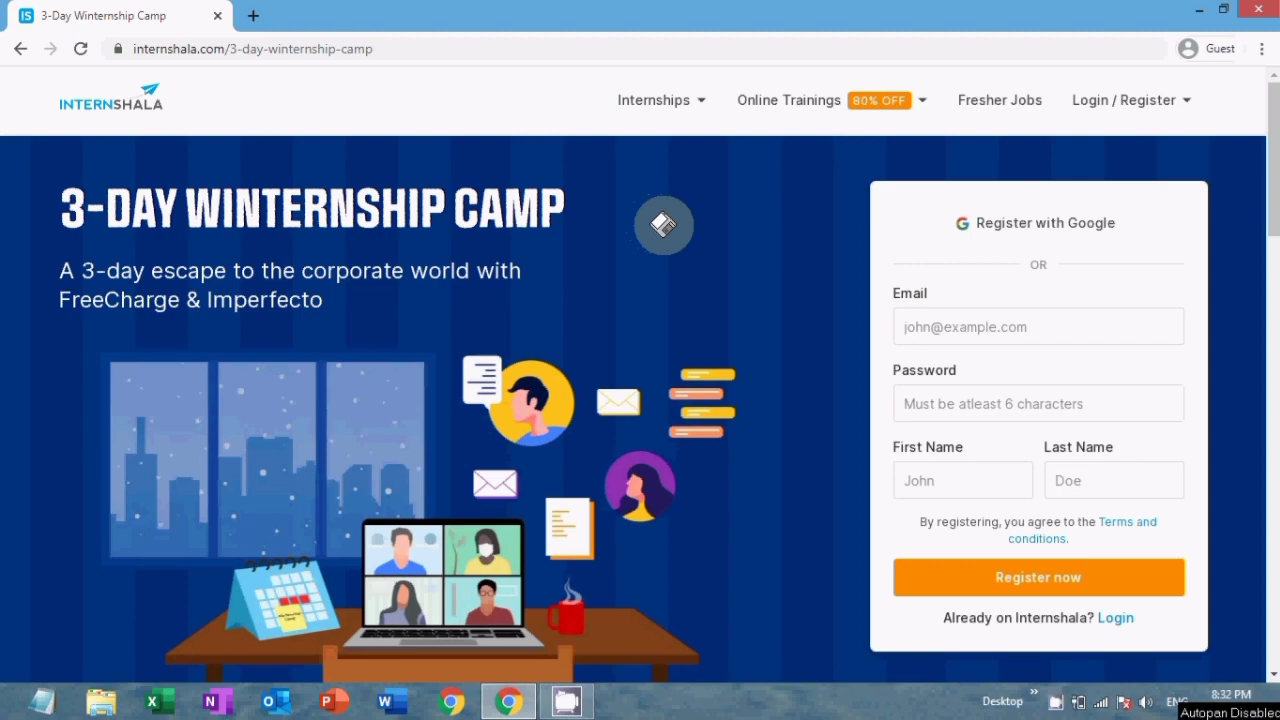 3-Day Winternship Camp
internshala.com/3-day-winternship-camp
Guest
INTERNSHALA
Internships
Online Trainings 80% OFF
Fresher Jobs
Login / Register
3-DAY WINTERNSHIP CAMP
A 3-day escape to the corporate world with
FreeCharge & Imperfecto
Register with Google
OR
Email
john@example.com
Password
Must be atleast 6 characters
First Name
Last Name
John
Doe
By registering, you agree to the Terms and
conditions.
Register now
Already on Internshala? Login
Desktop
8:32 PM
Autopan Disabled